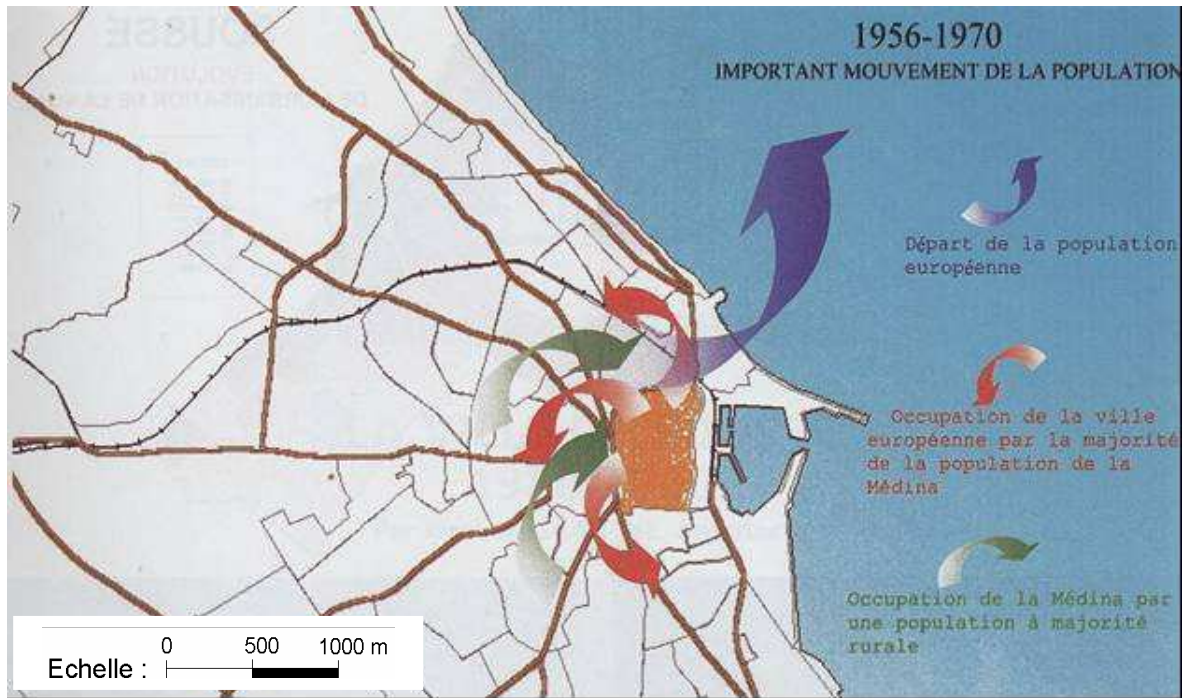 1956-1970
IMPORTANT MOUVEMENT DE LA POPULATION
Départ de la population
européenne
Occupation de la ville
européenne par la majorité
de la population de la
Médina
Occupation de la Médina par
une population à majorité
rurale
0 500 1000 m
Echelle :